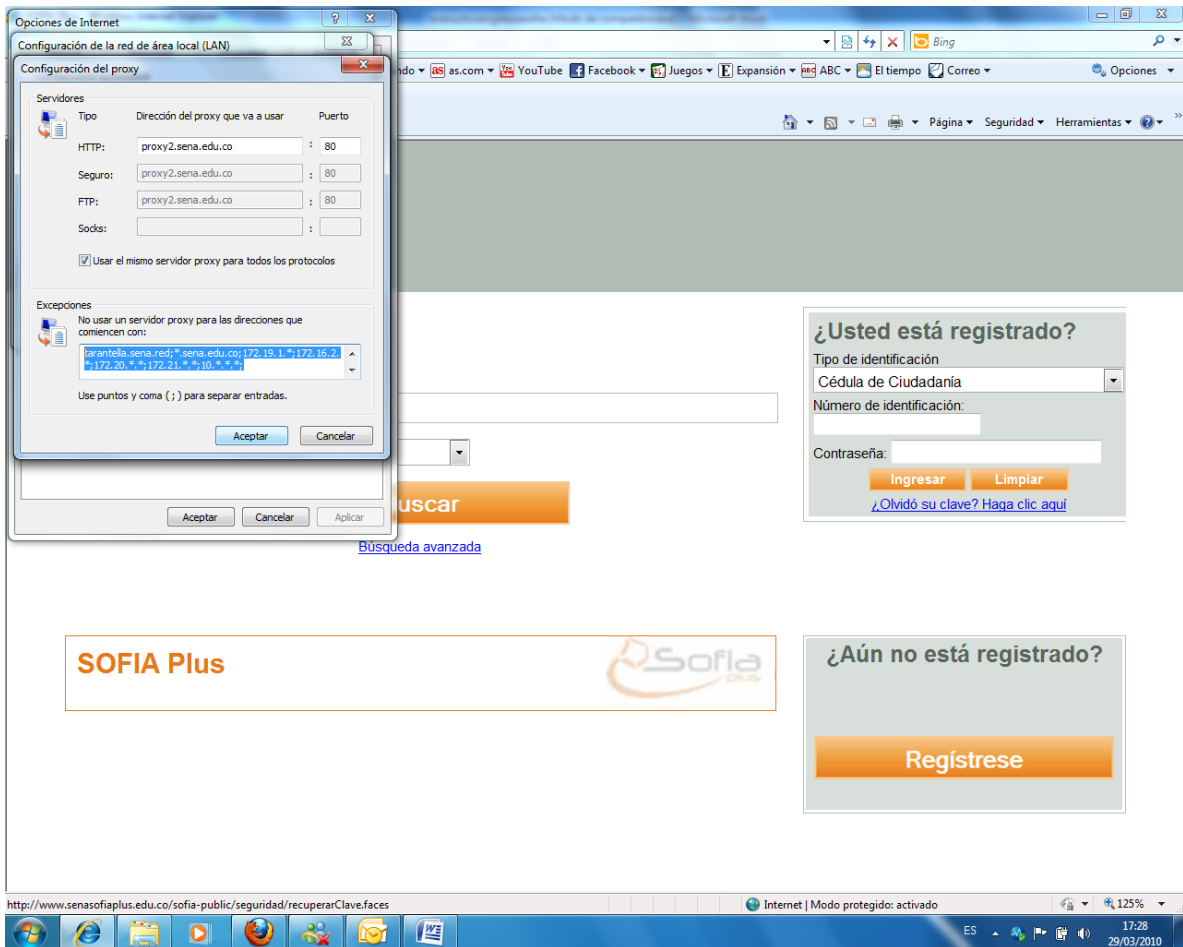 Opciones de Internet
Configuración de la red de área local (LAN)
Configuración del proxy
Servidores
Tipo Dirección del proxy que va a usar Puerto
HTTP: proxy2.sena.edu.co : 80
Seguro: proxy2.sena.edu.co : 80
FTP: proxy2.sena.edu.co : 80
Socks: :
Usar el mismo servidor proxy para todos los protocolos
Excepciones
No usar un servidor proxy para las direcciones que
comiencen con:
tarantella.sena.red;*.sena.edu.co;172.19.1.*;172.16.2.
*;172.20.*.*;172.21.*.*;10.*.*.*;
Use puntos y coma ( ; ) para separar entradas.
Aceptar Cancelar
Aceptar Cancelar Aplicar
Bing
ndo as as.com YouTube Facebook Juegos Expansión ABC El tiempo Correo Opciones
Página Seguridad Herramientas
uscar
Búsqueda avanzada
¿Usted está registrado?
Tipo de identificación
Cédula de Ciudadanía
Número de identificación:
Contraseña:
Ingresar Limpiar
¿Olvidó su clave? Haga clic aquí
SOFIA Plus
Sofia
plus
¿Aún no está registrado?
Regístrese
http://www.senasofiaplus.edu.co/sofia-public/seguridad/recuperarClave.faces
Internet | Modo protegido: activado
125%
ES
17:28
29/03/2010